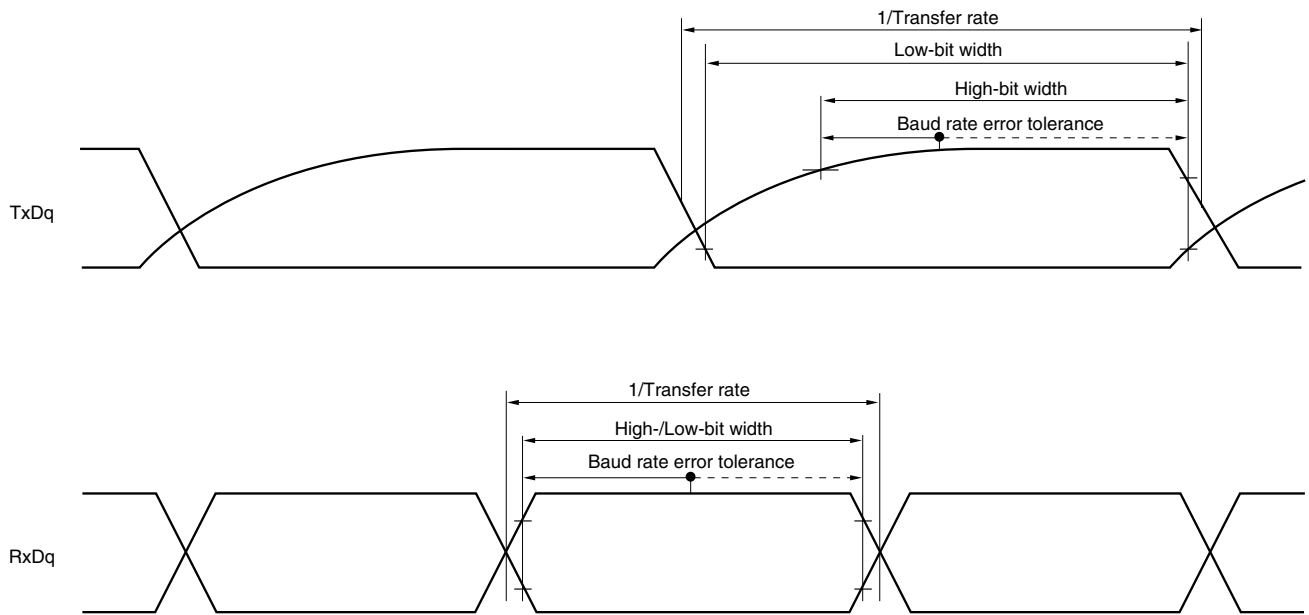 1/Transfer rate
Low-bit width
High-bit width
Baud rate error tolerance
TxDq
1/Transfer rate
High-/Low-bit width
Baud rate error tolerance
RxDq